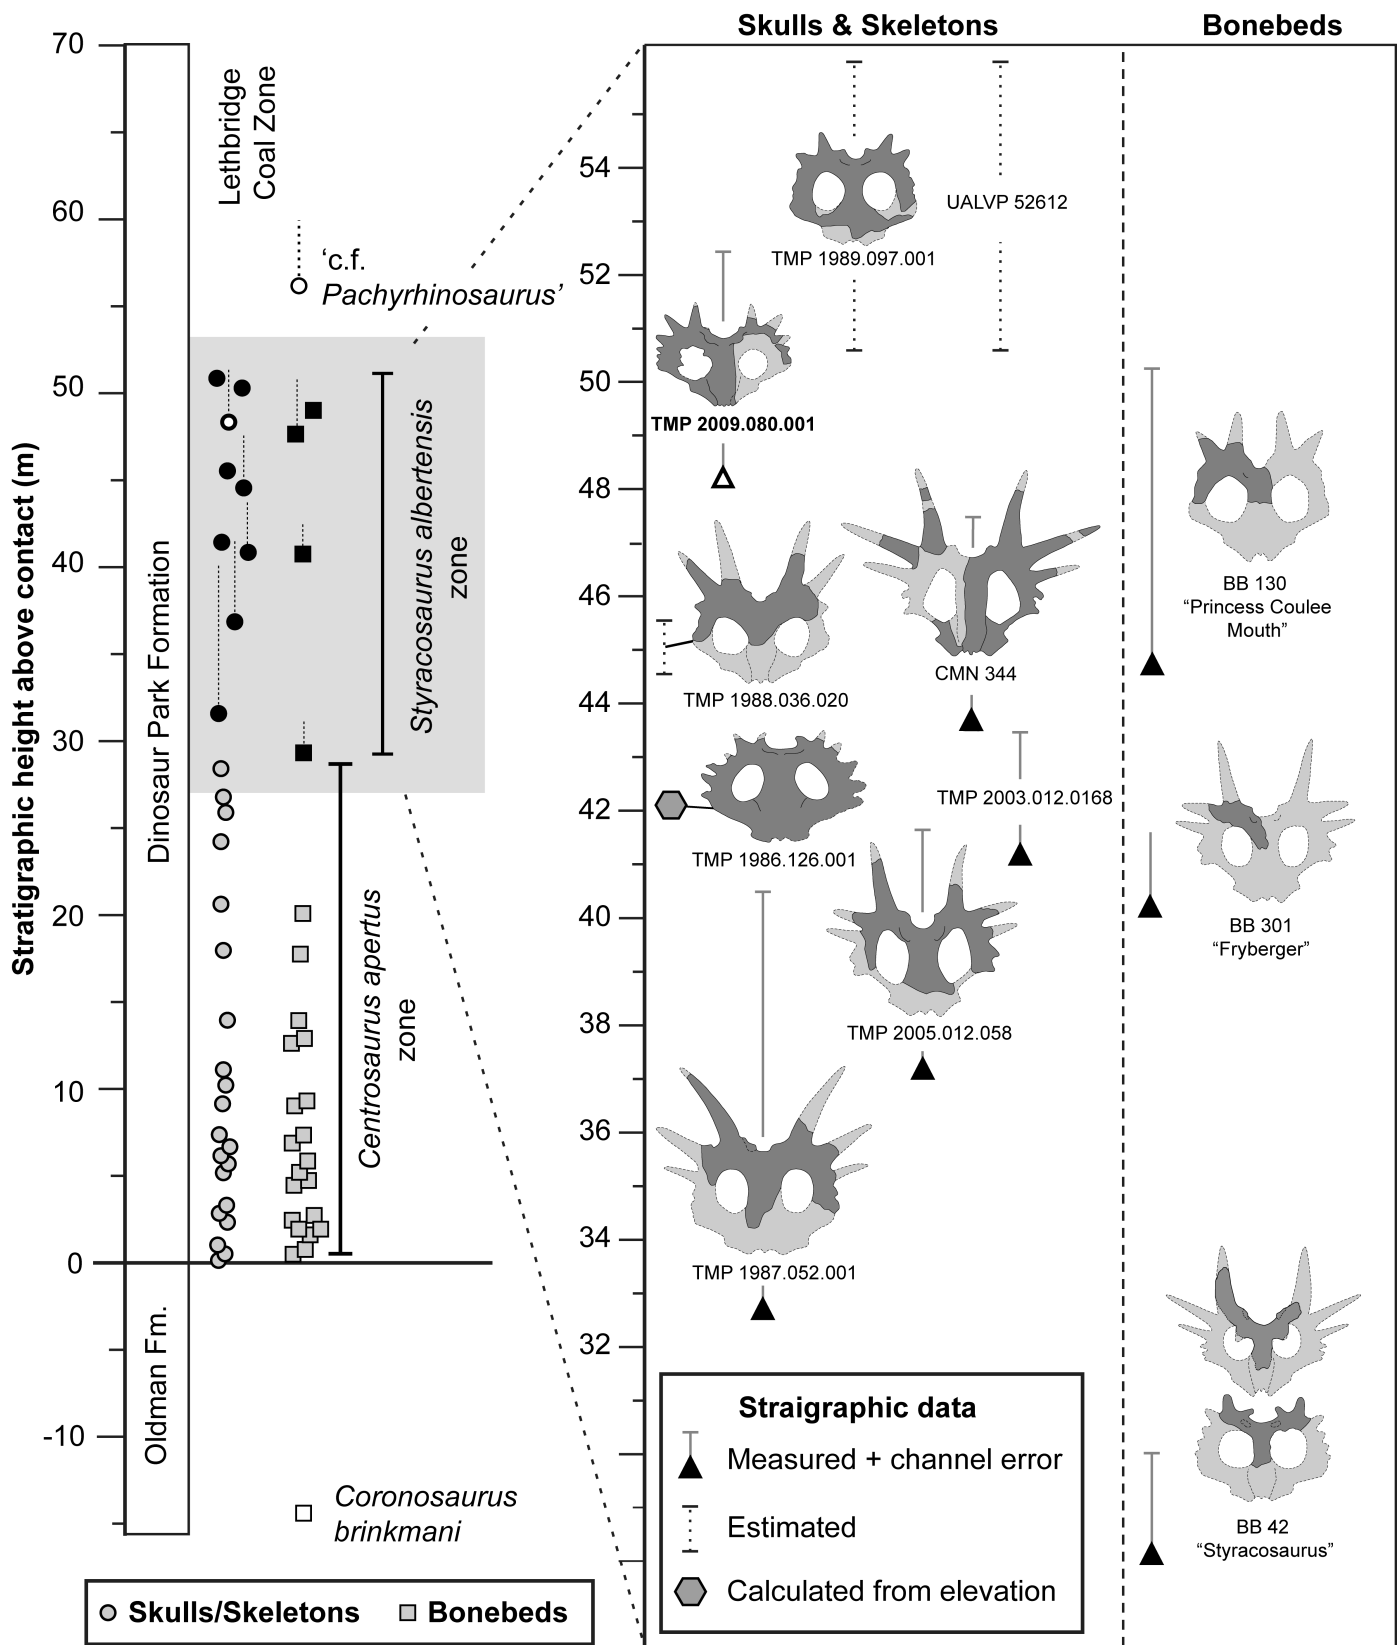 Skulls & Skeletons
Bonebeds
Stratigraphic height above contact (m)
70
60
50
40
30
20
10
0
-10
Dinosaur Park Formation
Oldman Fm.
Lethbridge
Coal Zone
‘c.f.
Pachyrhinosaurus’
Styracosaurus albertensis
zone
Centrosaurus apertus
zone
Coronosaurus
brinkmani
Skulls/Skeletons
Bonebeds
54
52
50
48
46
44
42
40
38
36
34
32
TMP 1989.097.001
UALVP 52612
TMP 2009.080.001
TMP 1988.036.020
CMN 344
TMP 2003.012.0168
TMP 1986.126.001
TMP 2005.012.058
TMP 1987.052.001
BB 130
“Princess Coulee
Mouth”
BB 301
“Fryberger”
BB 42
“Styracosaurus”
Straigraphic data
Measured + channel error
Estimated
Calculated from elevation